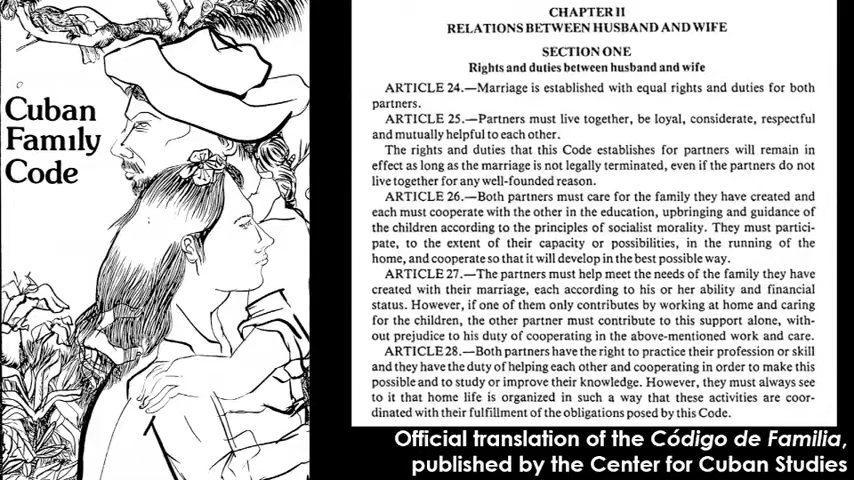 Cuban
Family
Code
CHAPTER II
RELATIONS BETWEEN HUSBAND AND WIFE
SECTION ONE
Rights and duties between husband and wife
ARTICLE 24.—Marriage is established with equal rights and duties for both
partners.
ARTICLE 25.—Partners must live together, be loyal, considerate, respectful
and mutually helpful to each other.
The rights and duties that this Code establishes for partners will remain in
effect as long as the marriage is not legally terminated, even if the partners do not
live together for any well-founded reason.
ARTICLE 26.—Both partners must care for the family they have created and
each must cooperate with the other in the education, upbringing and guidance of
the children according to the principles of socialist morality. They must partici-
pate, to the extent of their capacity or possibilities, in the running of the
home, and cooperate so that it will develop in the best possible way.
ARTICLE 27.—The partners must help meet the needs of the family they have
created with their marriage, each according to his or her ability and financial
status. However, if one of them only contributes by working at home and caring
for the children, the other partner must contribute to this support alone, with-
out prejudice to his duty of cooperating in the above-mentioned work and care.
ARTICLE 28.—Both partners have the right to practice their profession or skill
and they have the duty of helping each other and cooperating in order to make this
possible and to study or improve their knowledge. However, they must always see
to it that home life is organized in such a way that these activities are coor-
dinated with their fulfillment of the obligations posed by this Code.
Official translation of the Código de Familia,
published by the Center for Cuban Studies